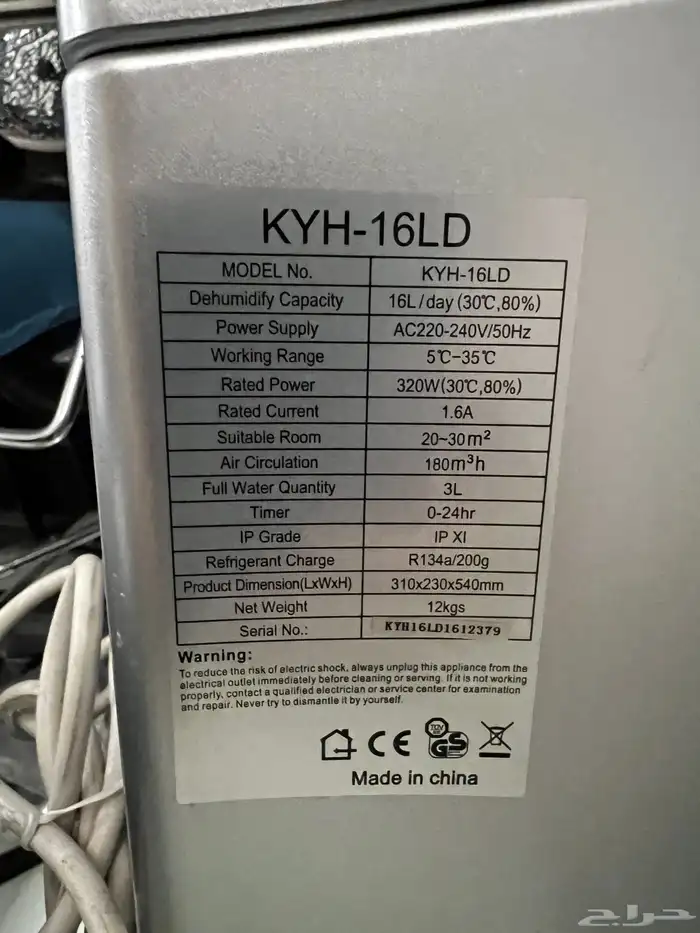 KYH-16LD
MODEL No. KYH-16LD
Dehumidify Capacity 16L/day (30℃,80%)
Power Supply AC220-240V/50Hz
Working Range 5℃-35℃
Rated Power 320W(30℃,80%)
Rated Current 1.6A
Suitable Room 20~30m²
Air Circulation 180m³h
Full Water Quantity 3L
Timer 0-24hr
IP Grade IP XI
Refrigerant Charge R134a/200g
Product Dimension(LxWxH) 310x230x540mm
Net Weight 12kgs
Serial No.: KYH16LD1612379
Warning:
To reduce the risk of electric shock, always unplug this appliance from the
electrical outlet immediately before cleaning or serving. If it is not working
properly, contact a qualified electrician or service center for examination
and repair. Never try to dismantle it by yourself.
CE TÜV GS
Made in china
حراج